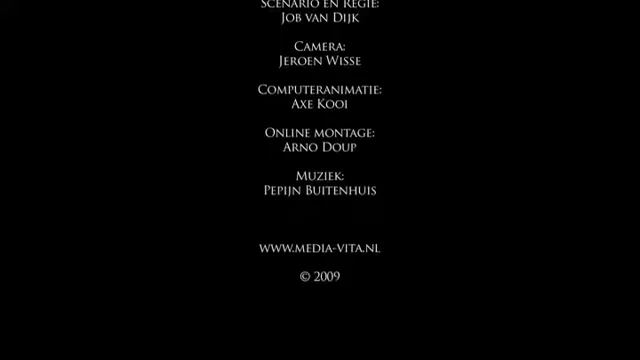 Scenario en Regie:
Job van Dijk
Camera:
Jeroen Wisse
Computeranimatie:
Axe Kooi
Online montage:
Arno Doup
Muziek:
Pepijn Buitenhuis
www.media-vita.nl
© 2009